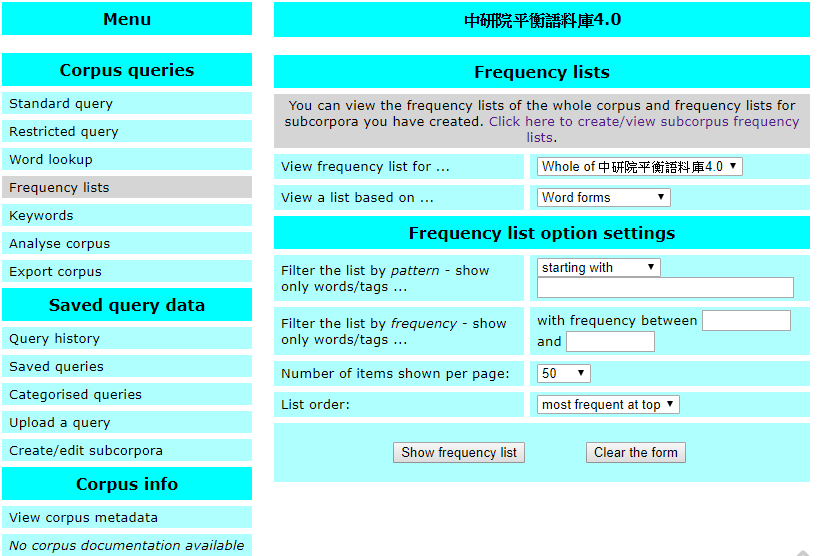 Menu
Corpus queries
Standard query
Restricted query
Word lookup
Frequency lists
Keywords
Analyse corpus
Export corpus
Saved query data
Query history
Saved queries
Categorised queries
Upload a query
Create/edit subcorpora
Corpus info
View corpus metadata
No corpus documentation available
中研院平衡語料庫4.0
Frequency lists
You can view the frequency lists of the whole corpus and frequency lists for
subcorpora you have created. Click here to create/view subcorpus frequency
lists.
View frequency list for ... Whole of 中研院平衡語料庫4.0
View a list based on ... Word forms
Frequency list option settings
Filter the list by pattern - show
only words/tags ...
starting with
Filter the list by frequency - show
only words/tags ...
with frequency between
and
Number of items shown per page: 50
List order: most frequent at top
Show frequency list Clear the form